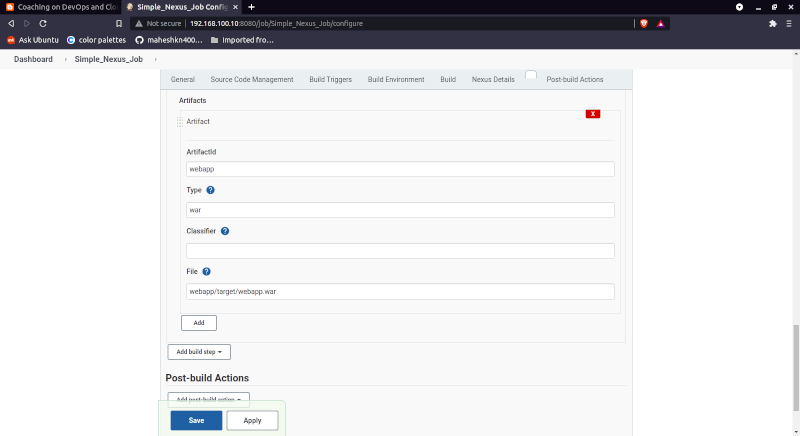 Coaching on DevOps and Clo
Simple_Nexus_Job Config
Not secure | 192.168.100.10:8080/job/Simple_Nexus_Job/configure
Ask Ubuntu
color palettes
maheshkn400...
Imported fro...
Dashboard
Simple_Nexus_Job
General
Source Code Management
Build Triggers
Build Environment
Build
Nexus Details
Post-build Actions
Artifacts
Artifact
X
ArtifactId
webapp
Type ?
war
Classifier ?
File ?
webapp/target/webapp.war
Add
Add build step
Post-build Actions
Add post-build action
Save
Apply